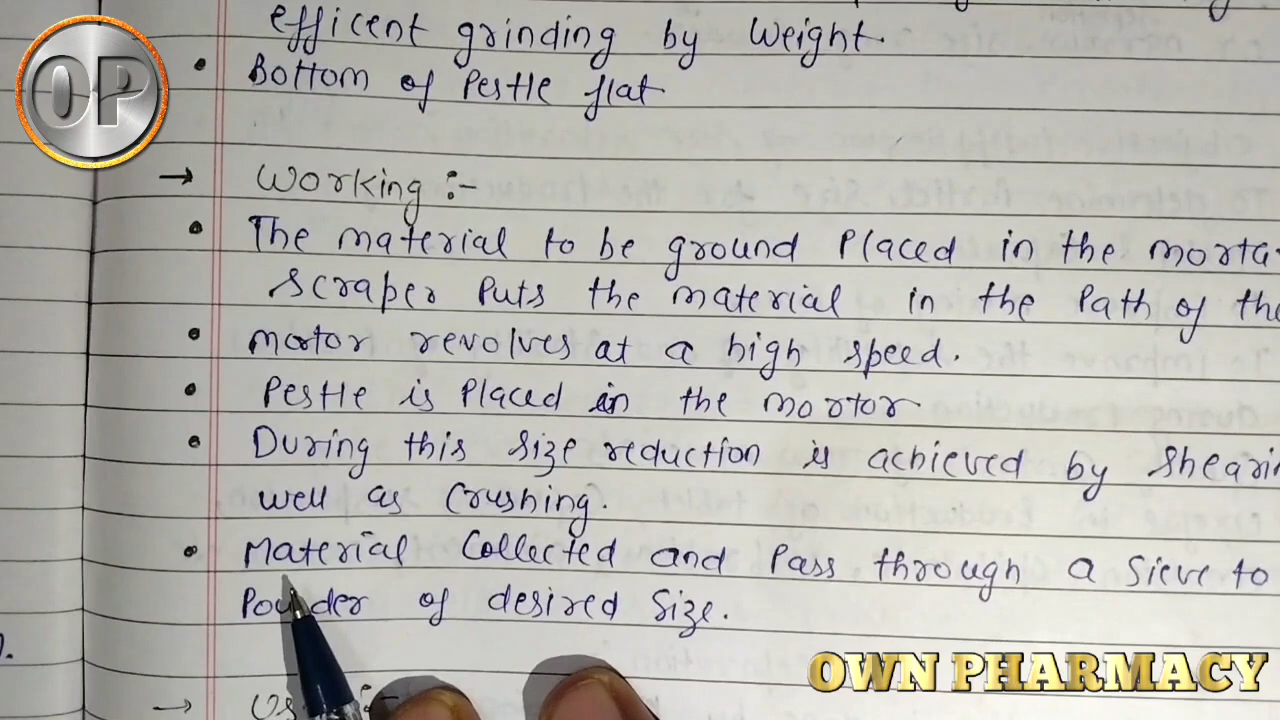 OP
efficent grinding by Weight.
• Bottom of Pestle flat
→ Working :-
• The material to be ground Placed in the morta
Scraper Puts the material in the Path of the
• mortor revolves at a high speed.
• Pestle is Placed in the mortor
• During this size reduction is achieved by Sheari
well as Crushing.
• Material Collected and Pass through a Sieve to
Powder of desired Size.
→ :-
OWN PHARMACY